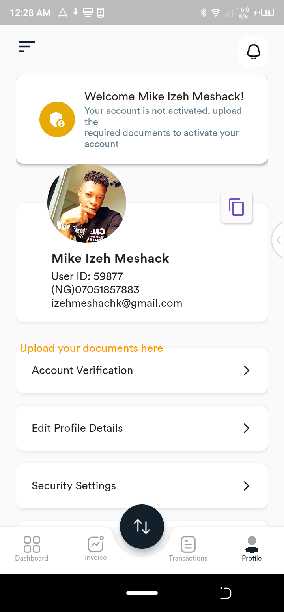 12:28 AM
Welcome Mike Izeh Meshack!
Your account is not activated, upload
the
required documents to activate your
account
Mike Izeh Meshack
User ID: 59877
(NG)07051857883
izehmeshachk@gmail.com
Upload your documents here
Account Verification
Edit Profile Details
Security Settings
Dashboard
Invoice
Transactions
Profile